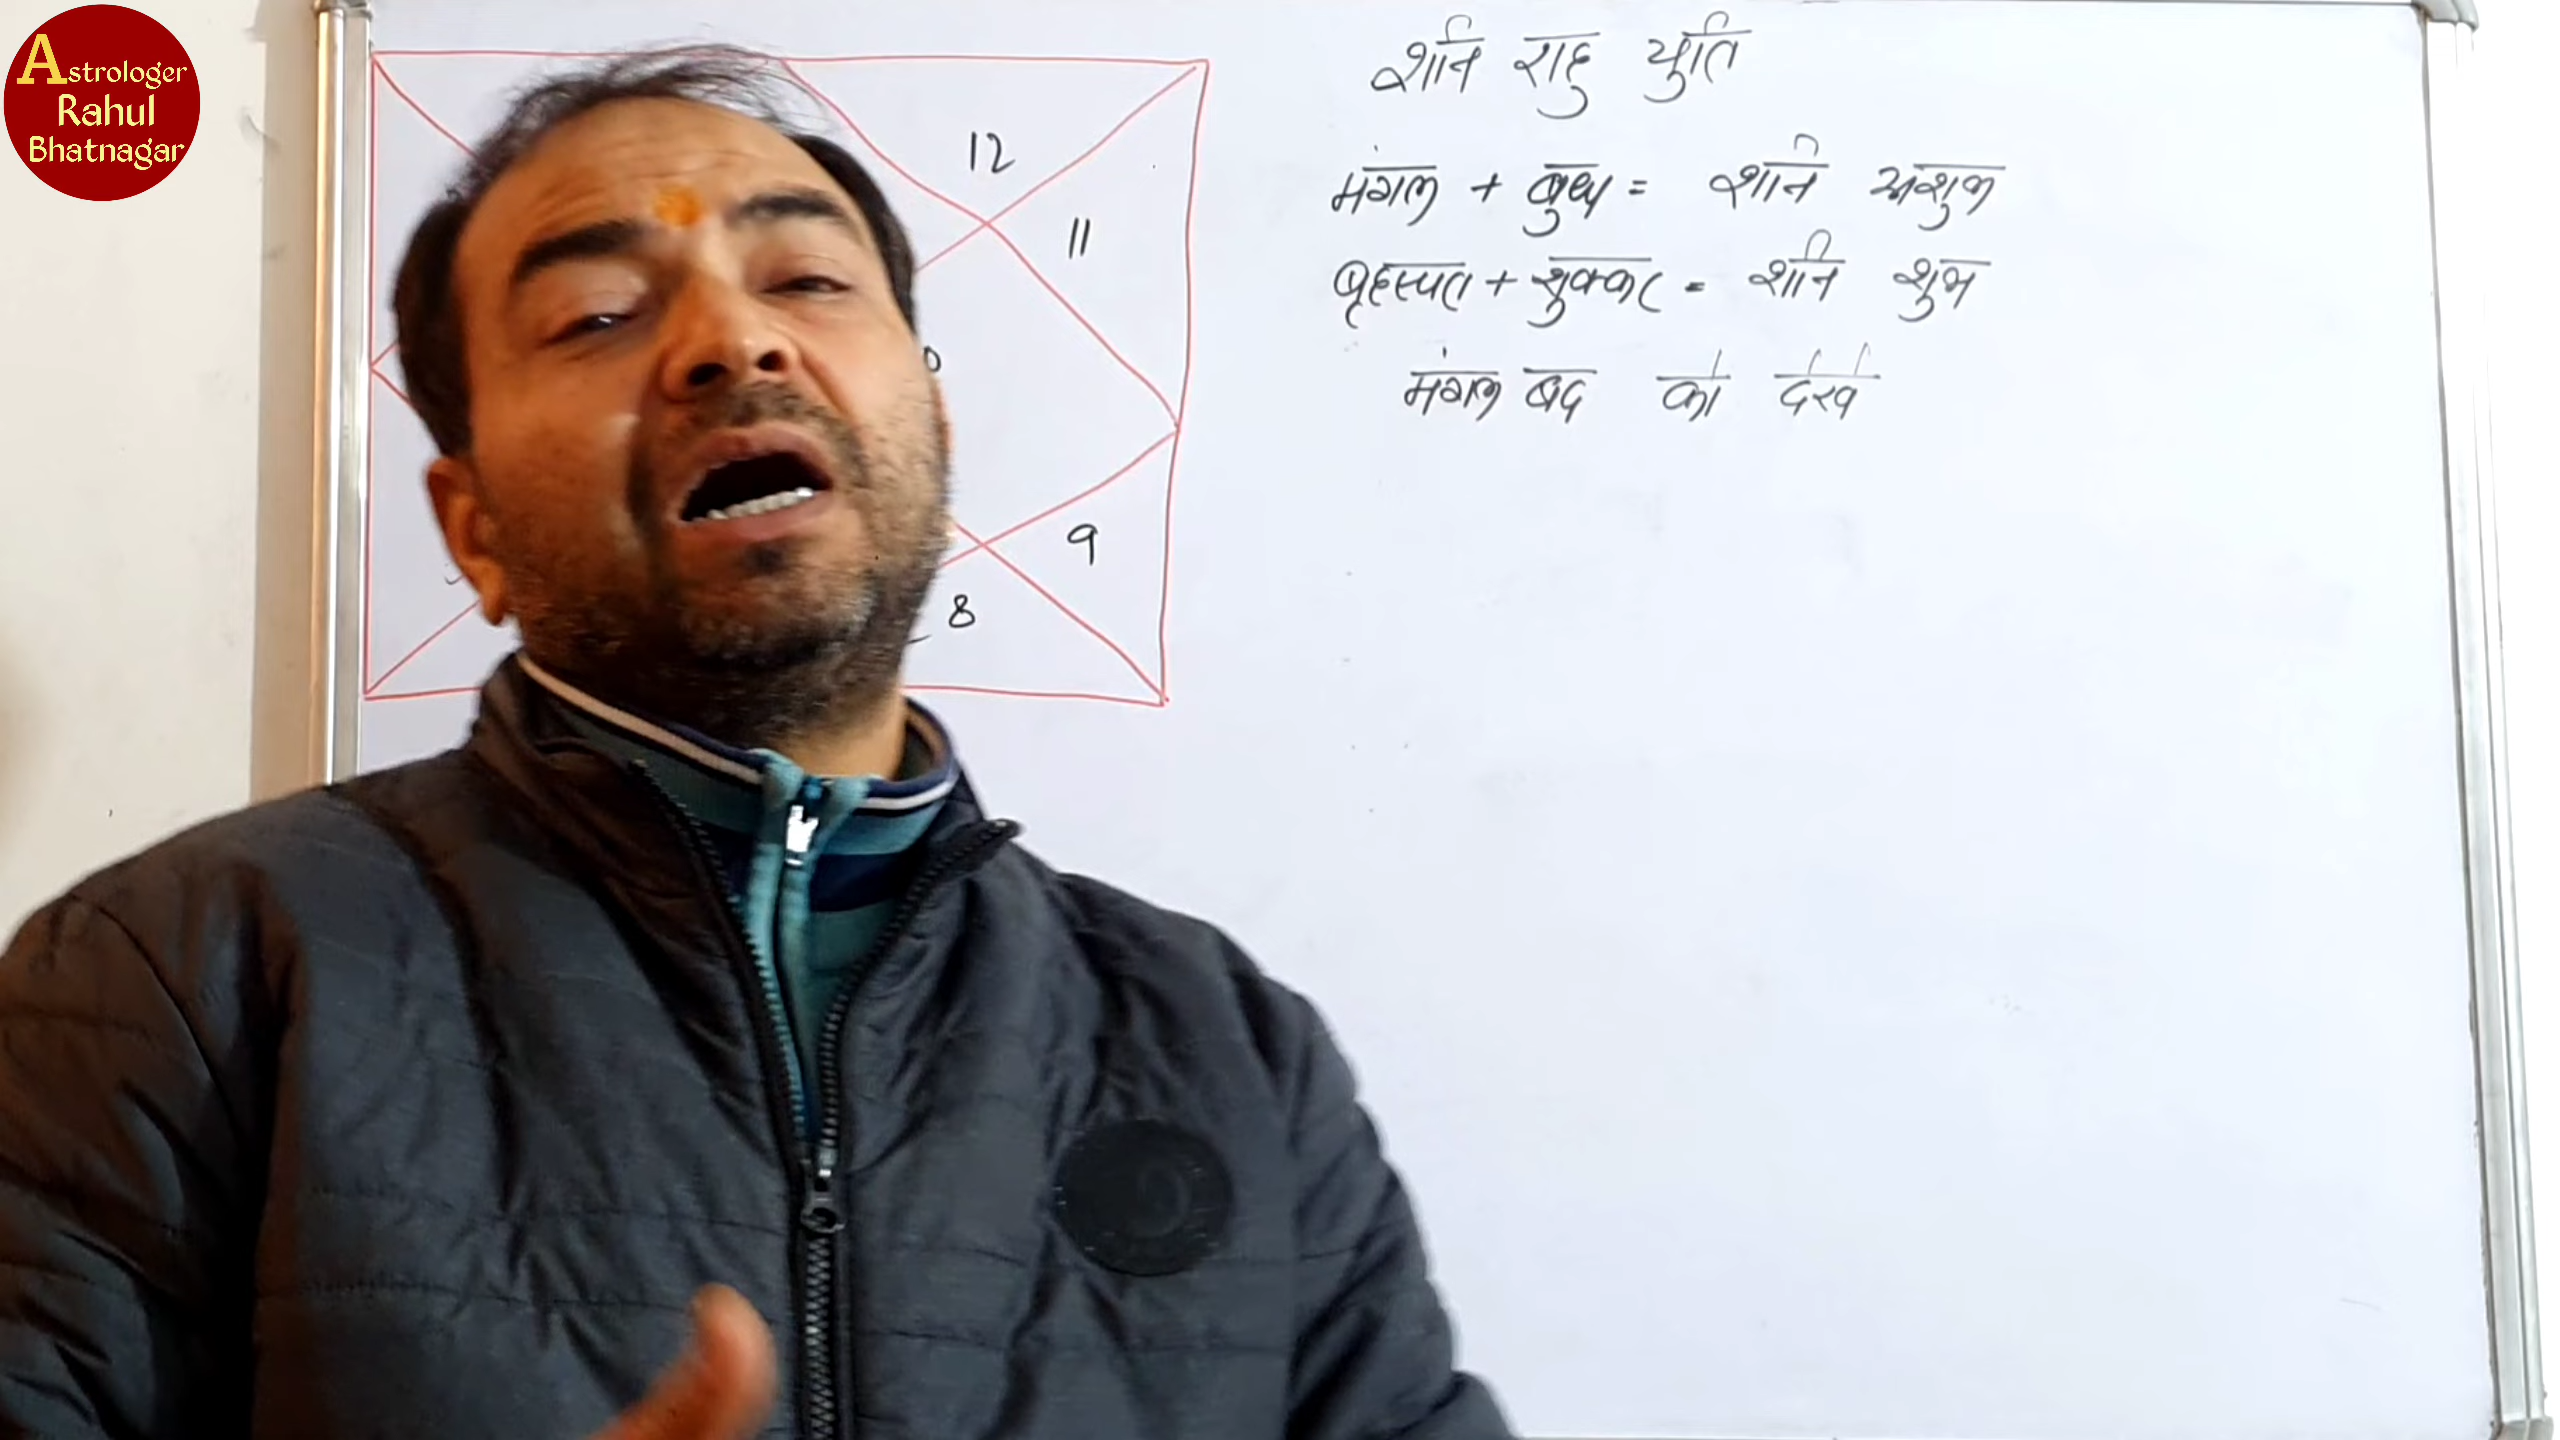 Astrologer
Rahul
Bhatnagar
शनि राहु युति
मंगल + बुध = शनि अशुभ
बृहस्पत + शुक्कर = शनि शुभ
मंगल बद को देखे
12
11
9
8